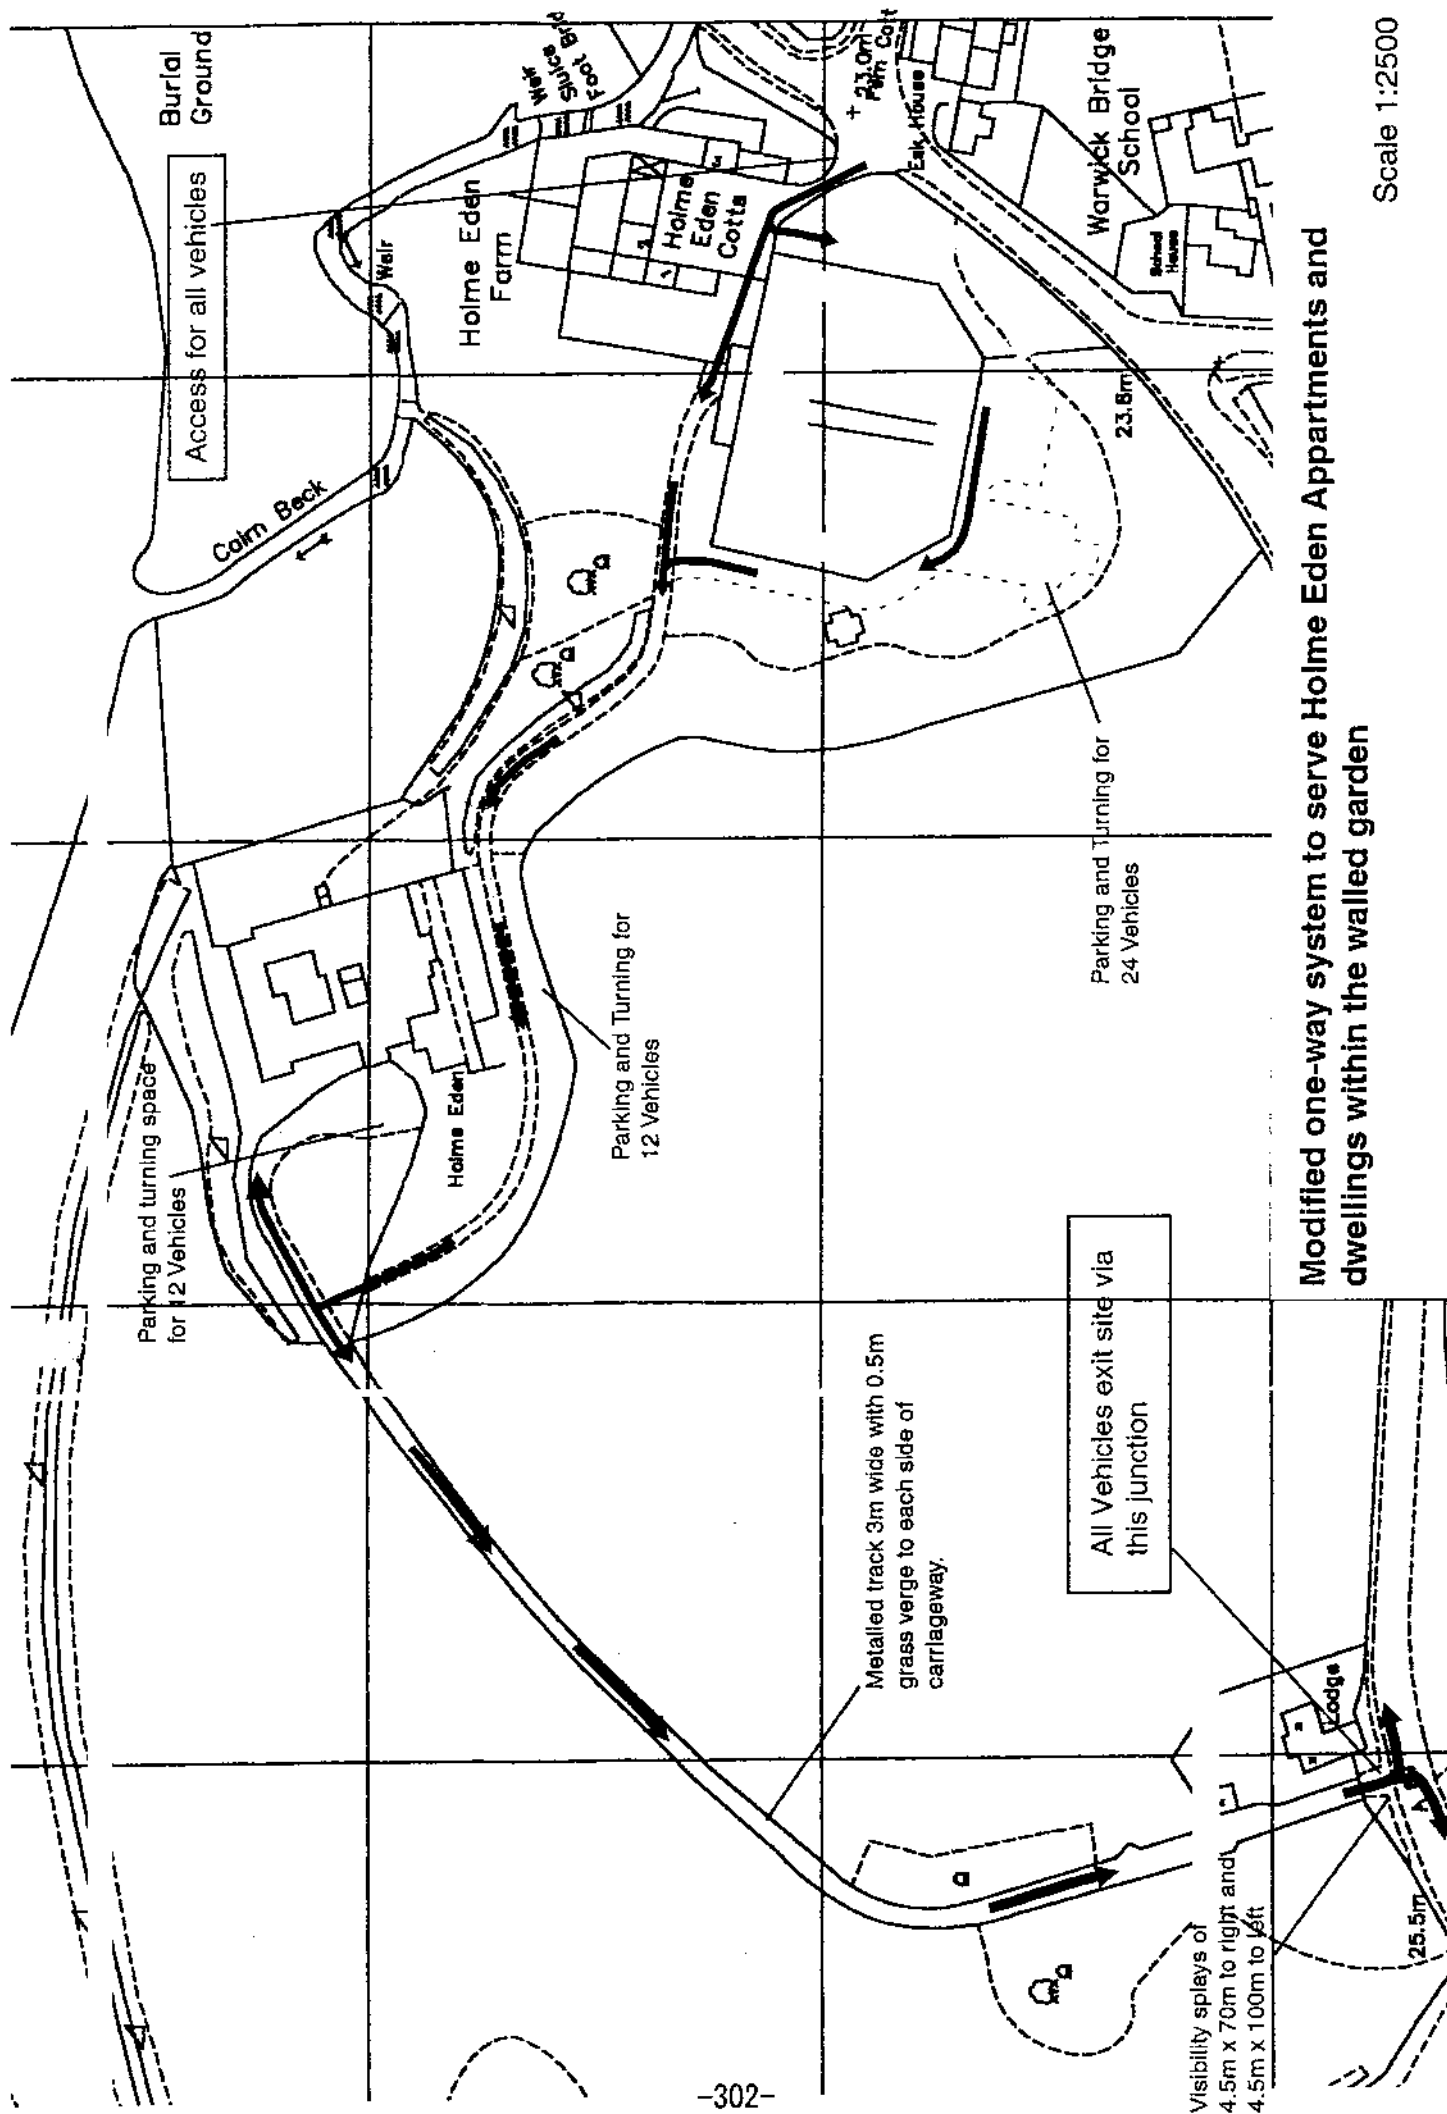 Burial
Ground
Access for all vehicles
Weir
Sluice
Foot Brd
Weir
Cairn Beck
Holme Eden
Farm
Holme
Eden
Cotts
23.0m
Cott
Esk House
Warwick Bridge
School
School
House
23.8m
Parking and turning space
for 12 Vehicles
Holme Eden
Parking and Turning for
12 Vehicles
Parking and Turning for
24 Vehicles
Metalled track 3m wide with 0.5m
grass verge to each side of
carriageway.
All Vehicles exit site via
this junction
Lodge
Visibility splays of
4.5m x 70m to right and
4.5m x 100m to left
25.5m
Modified one-way system to serve Holme Eden Appartments and
dwellings within the walled garden
Scale 1:2500
-302-